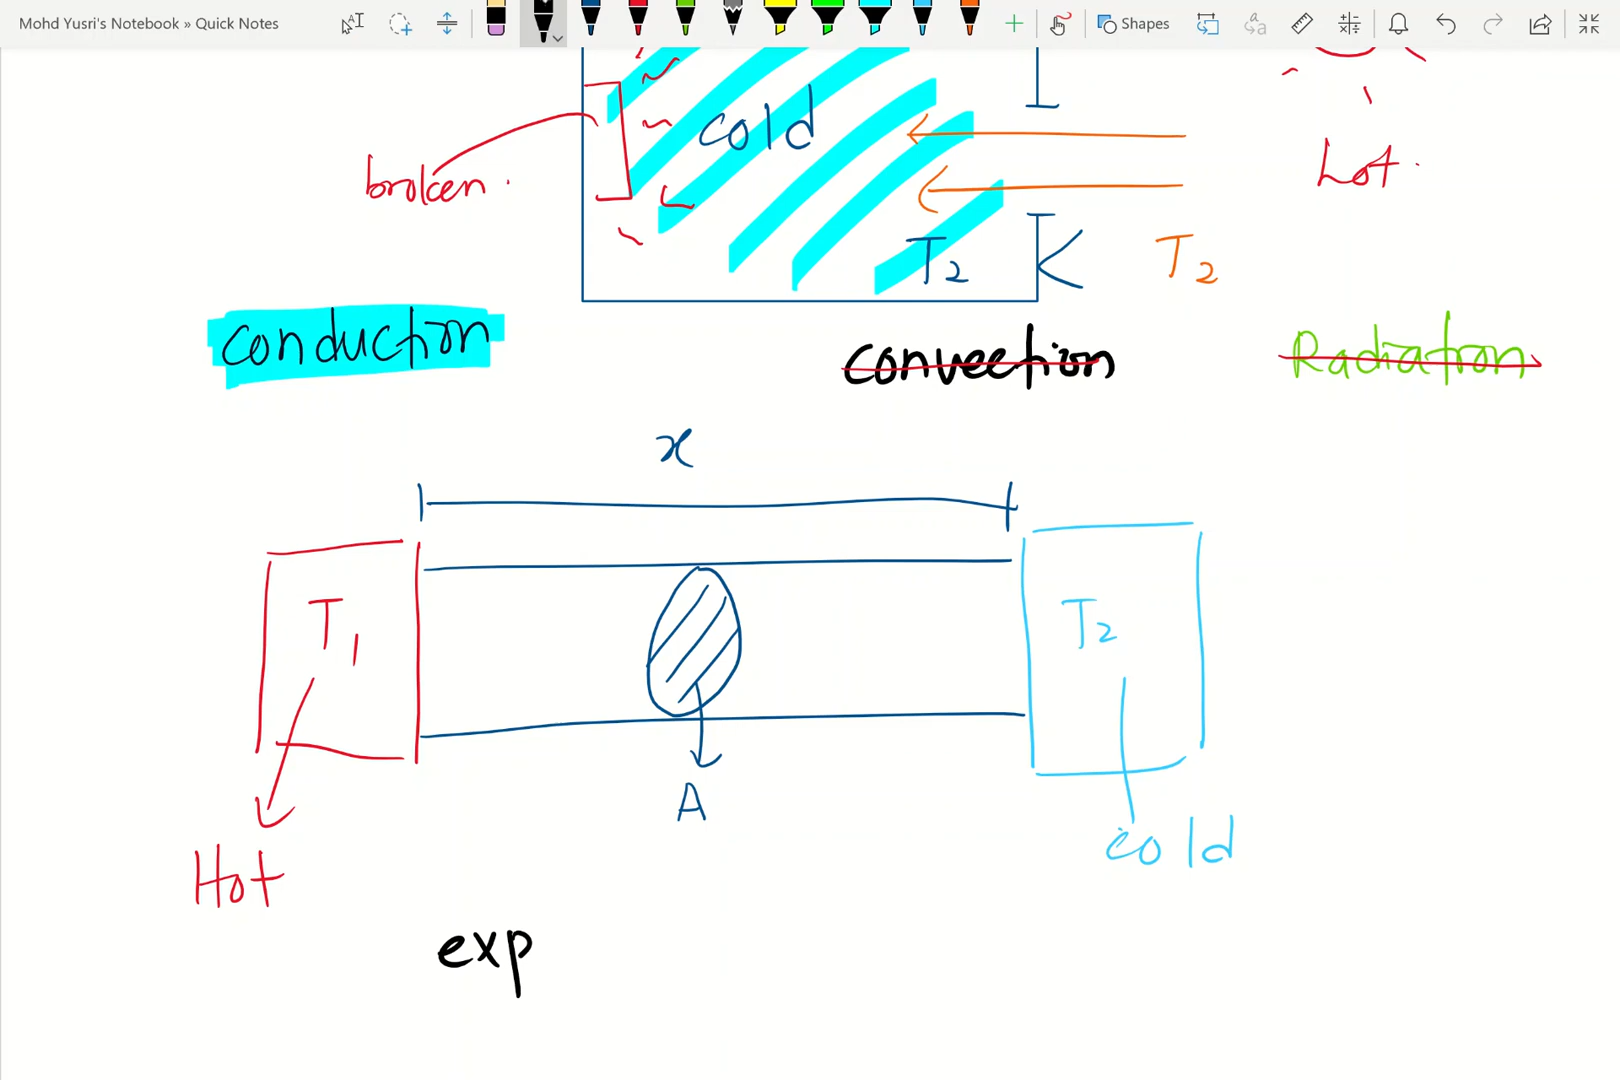 Mohd Yusri's Notebook » Quick Notes
Shapes
cold
broken.
Hot.
T2
K
T2
conduction
convection
Radiation
x
T1
T2
A
cold
Hot
exp